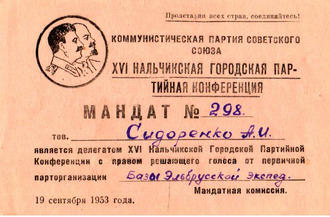 Пролетарии всех стран, соединяйтесь!
КОММУНИСТИЧЕСКАЯ ПАРТИЯ СОВЕТСКОГО
СОЮЗА
XVI НАЛЬЧИКСКАЯ ГОРОДСКАЯ ПАР-
ТИЙНАЯ КОНФЕРЕНЦИЯ
МАНДАТ № 298.
тов. Сидоренко А.И.
является делегатом XVI Нальчикской Городской Партийной
Конференции с правом решающего голоса от первичной
парторганизации Базы Эльбрусской Экспед.
Мандатная комиссия.
19 сентября 1953 года.